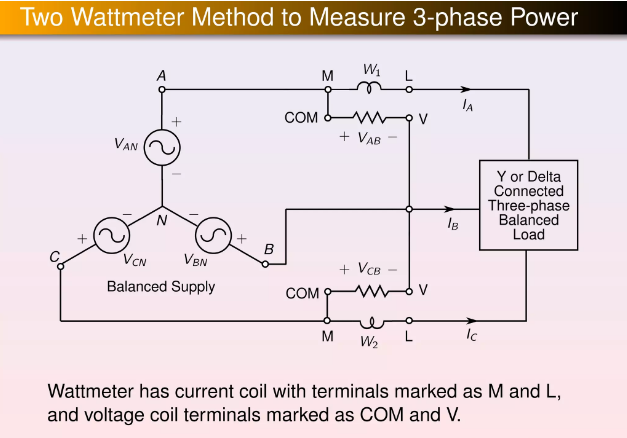 Two Wattmeter Method to Measure 3-phase Power
A
M
W1
L
IA
COM
V
+ VAB −
+
VAN
−
Y or Delta
Connected
Three-phase
Balanced
Load
N
−
−
+
+
VCN
VBN
C
B
IB
Balanced Supply
+ VCB −
COM
V
M
W2
L
IC
Wattmeter has current coil with terminals marked as M and L,
and voltage coil terminals marked as COM and V.